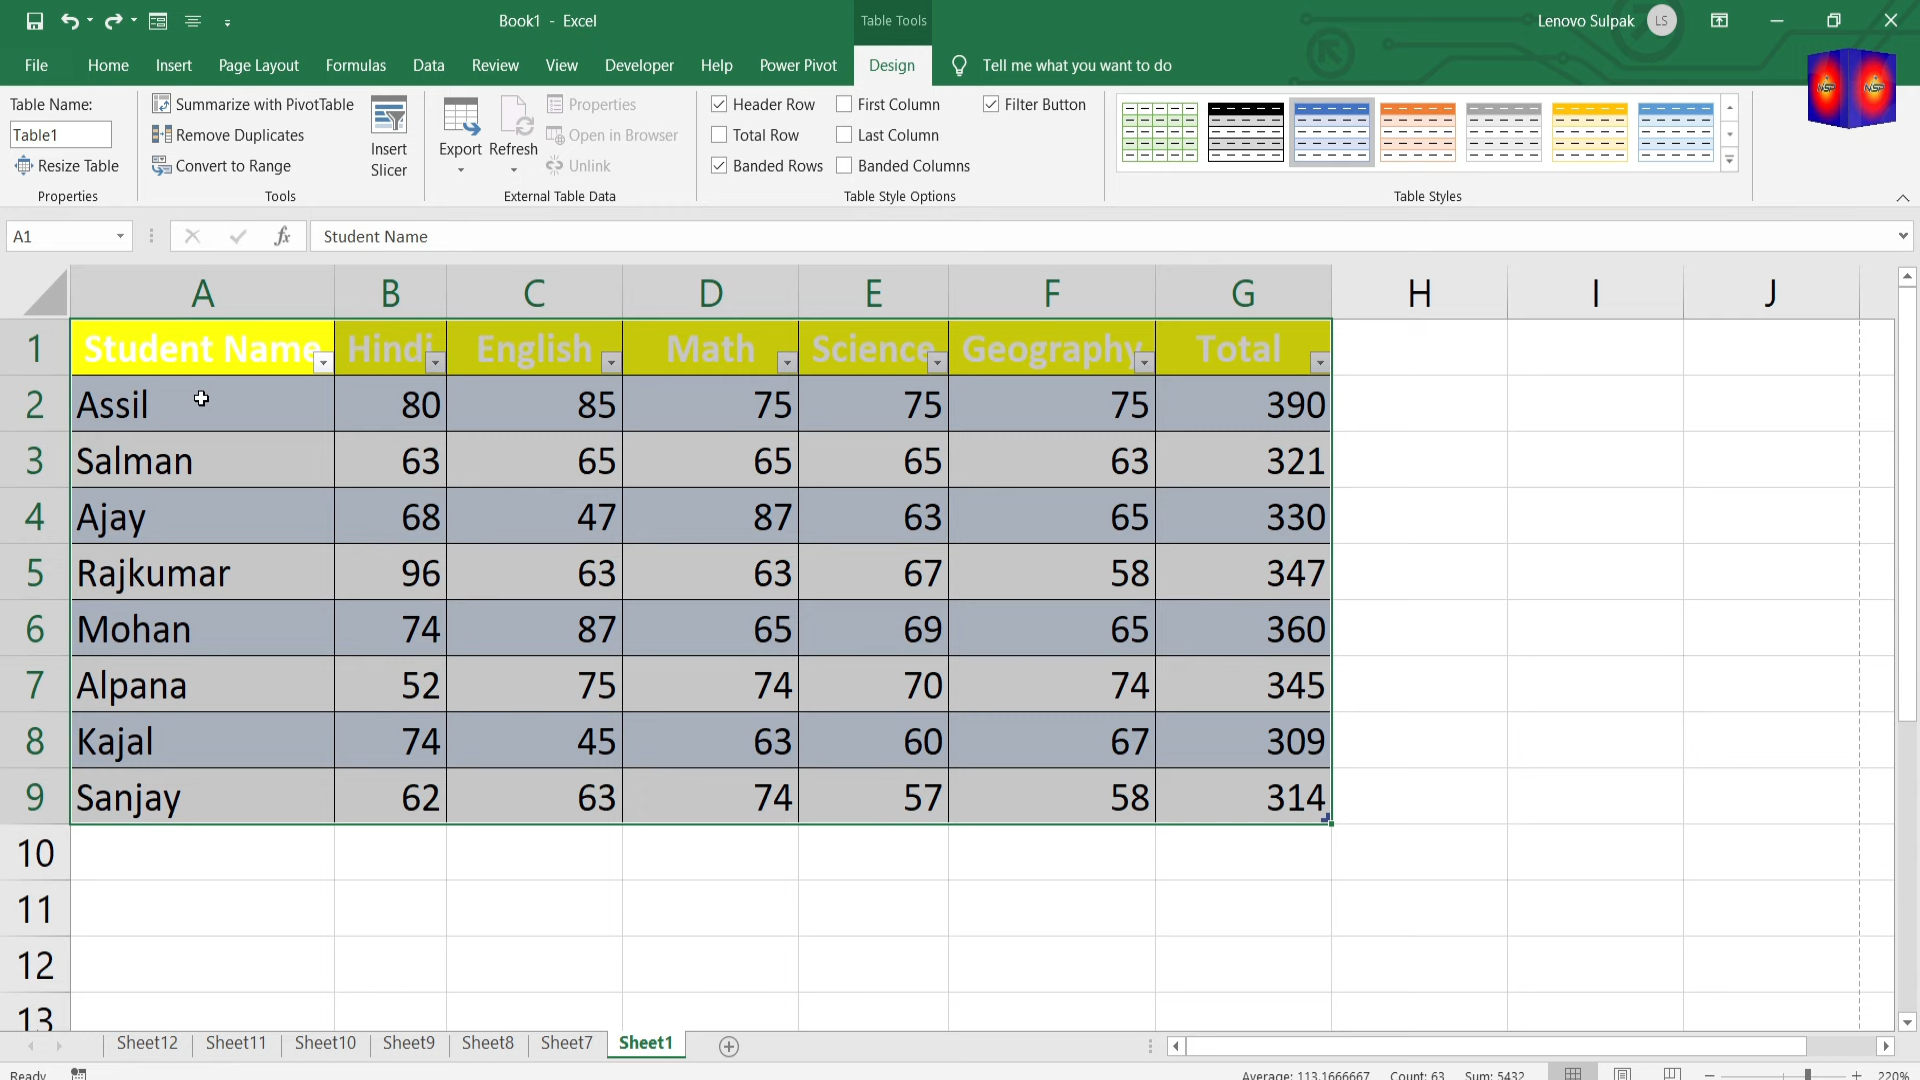 Book1 - Excel
Table Tools
Lenovo Sulpak LS
File Home Insert Page Layout Formulas Data Review View Developer Help Power Pivot Design Tell me what you want to do
Table Name:
Table1
Resize Table
Properties
Summarize with PivotTable
Remove Duplicates
Convert to Range
Insert
Slicer
Tools
Export
Refresh
Properties
Open in Browser
Unlink
External Table Data
Header Row
Total Row
Banded Rows
First Column
Last Column
Banded Columns
Filter Button
Table Style Options
Table Styles
NSP NSP
A1 fx Student Name
A B C D E F G H I J
1 Student Name Hindi English Math Science Geography Total
2 Assil 80 85 75 75 75 390
3 Salman 63 65 65 65 63 321
4 Ajay 68 47 87 63 65 330
5 Rajkumar 96 63 63 67 58 347
6 Mohan 74 87 65 69 65 360
7 Alpana 52 75 74 70 74 345
8 Kajal 74 45 63 60 67 309
9 Sanjay 62 63 74 57 58 314
10
11
12
13
Sheet12 Sheet11 Sheet10 Sheet9 Sheet8 Sheet7 Sheet1
Ready Average: 113.1666667 Count: 63 Sum: 5432 220%